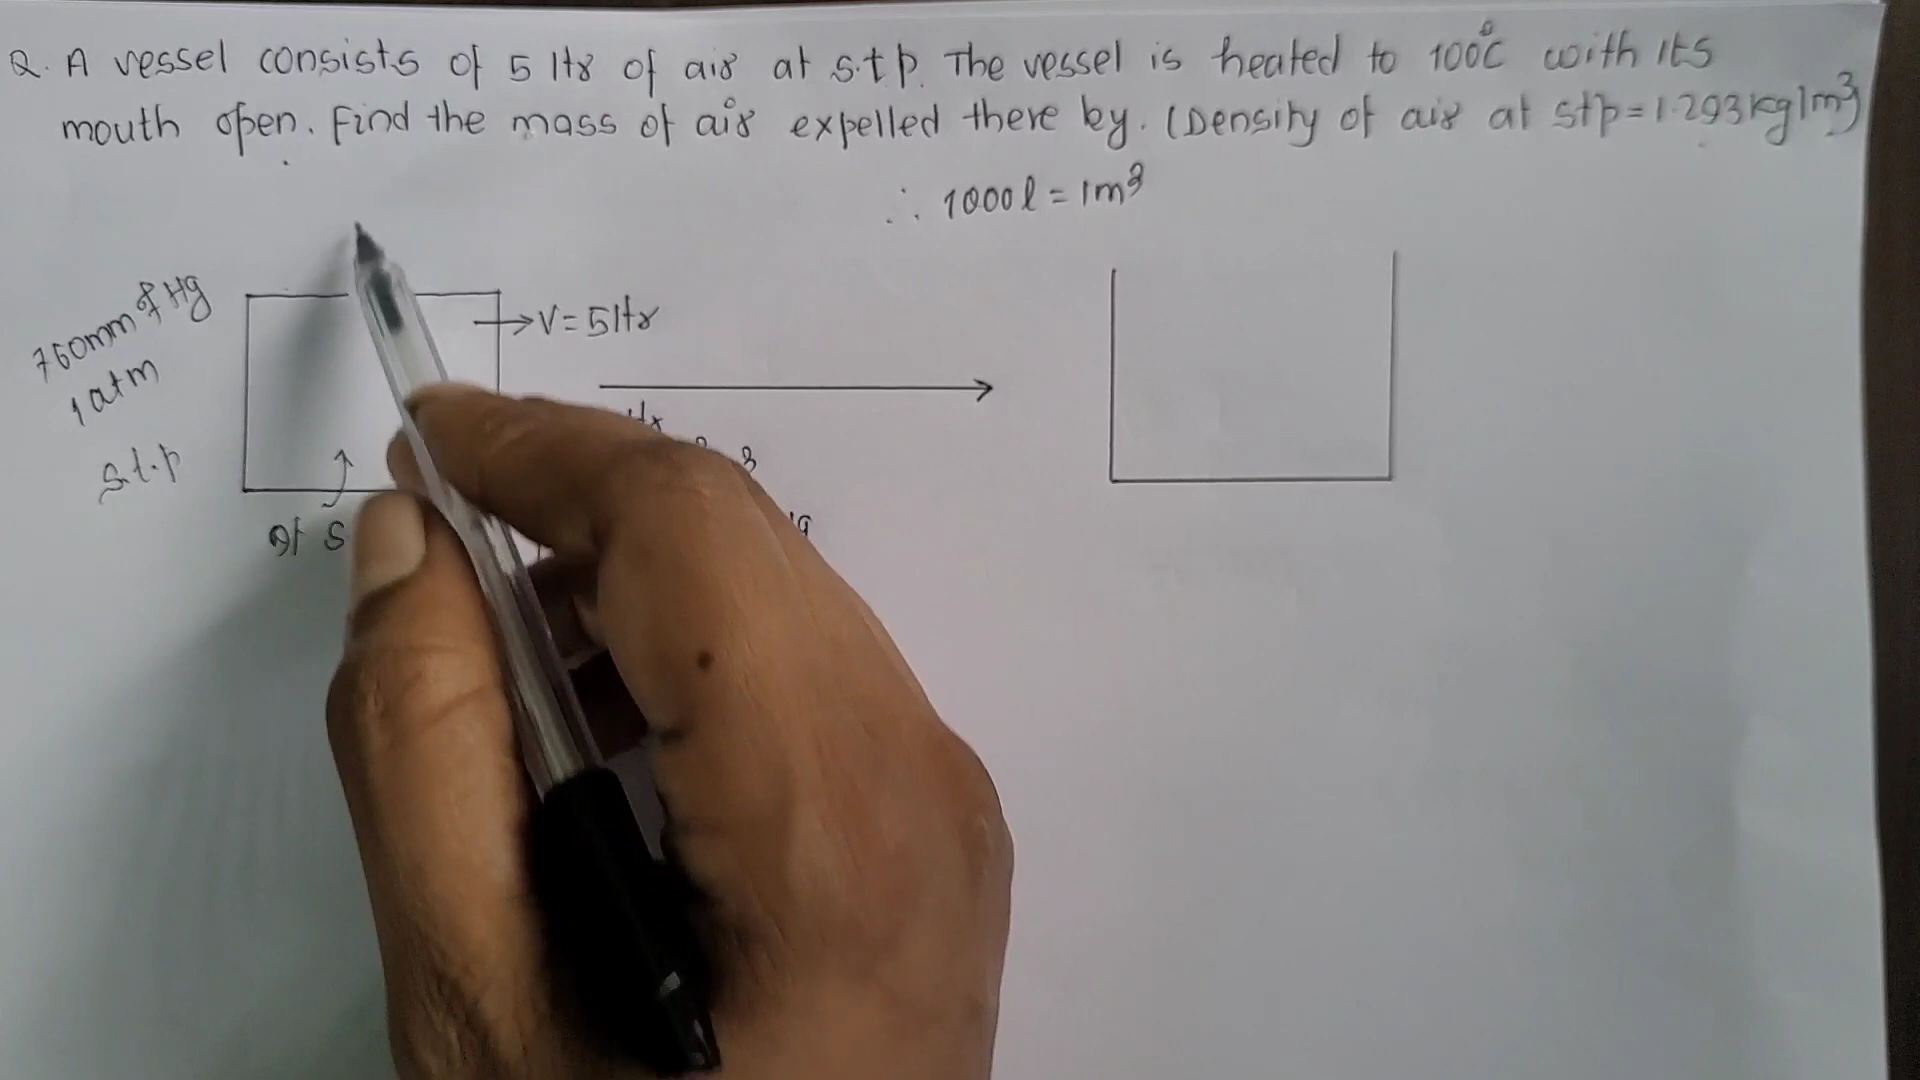 Q. A vessel consists of 5 ltr of air at s.t.p. The vessel is heated to 100°C with its
mouth open. Find the mass of air expelled there by. (Density of air at stp = 1.293 kg/m³)
∴ 1000 l = 1m³
760mm of Hg
1 atm
s.t.p
→ V = 5 ltr
At S